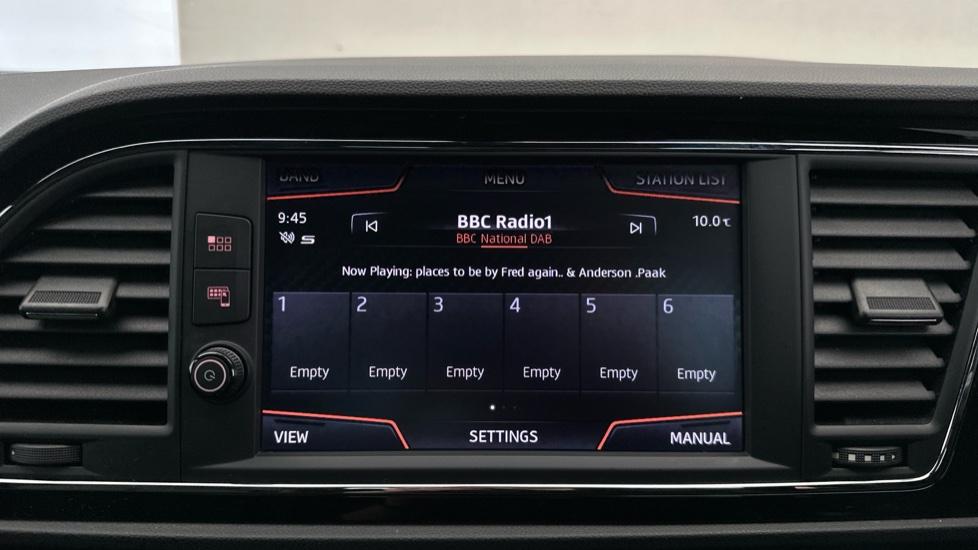 BAND MENU STATION LIST
9:45 BBC Radio1 10.0 °C
BBC National DAB
Now Playing: places to be by Fred again.. & Anderson .Paak
1 2 3 4 5 6
Empty Empty Empty Empty Empty Empty
VIEW SETTINGS MANUAL